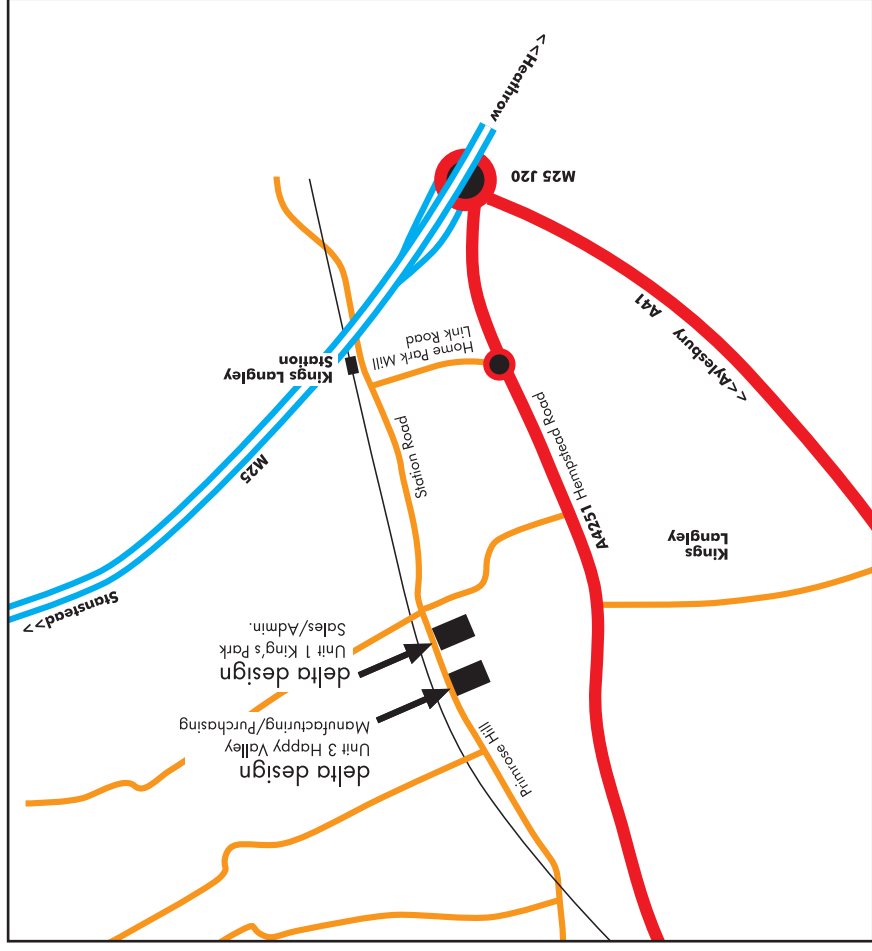 delta design
Unit 3 Happy Valley
Manufacturing/Purchasing
delta design
Unit 1 King's Park
Sales/Admin.
Primrose Hill
Stanstead>>
Kings
Langley
A4251 Hempstead Road
M25
Station Road
Kings Langley
Station
Home Park Mill
Link Road
<<Aylesbury
A41
M25 J20
<<Heathrow